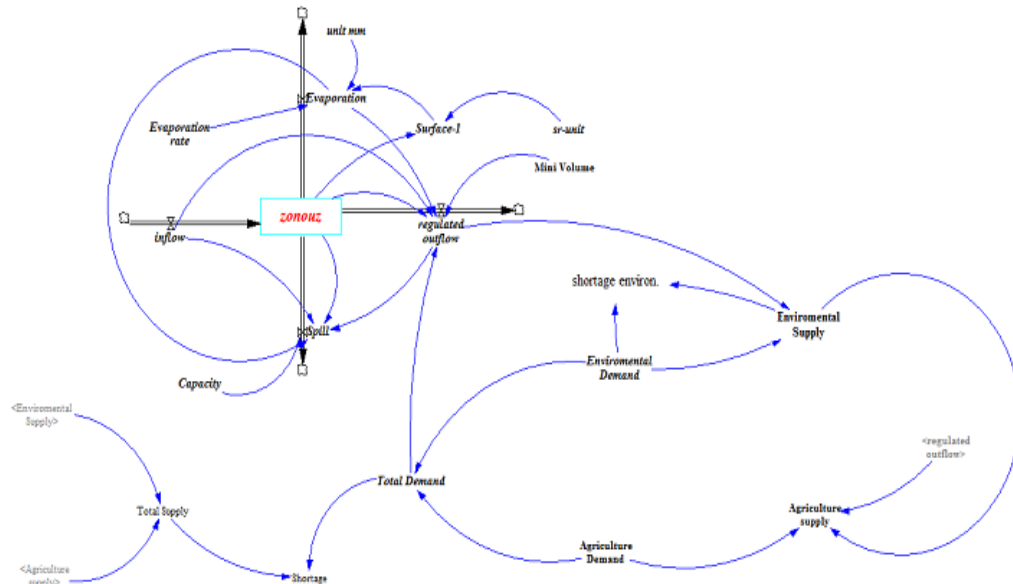 unit mm
Evaporation
Evaporation
rate
Surface-1
sr-unit
Mini Volume
zonouz
inflow
regulated
outflow
shortage environ.
Spill
Enviromental
Supply
Capacity
Enviromental
Demand
<Enviromental
Supply>
<regulated
outflow>
Total Demand
Total Supply
Agriculture
supply
Agriculture
Demand
<Agriculture
supply>
Shortage